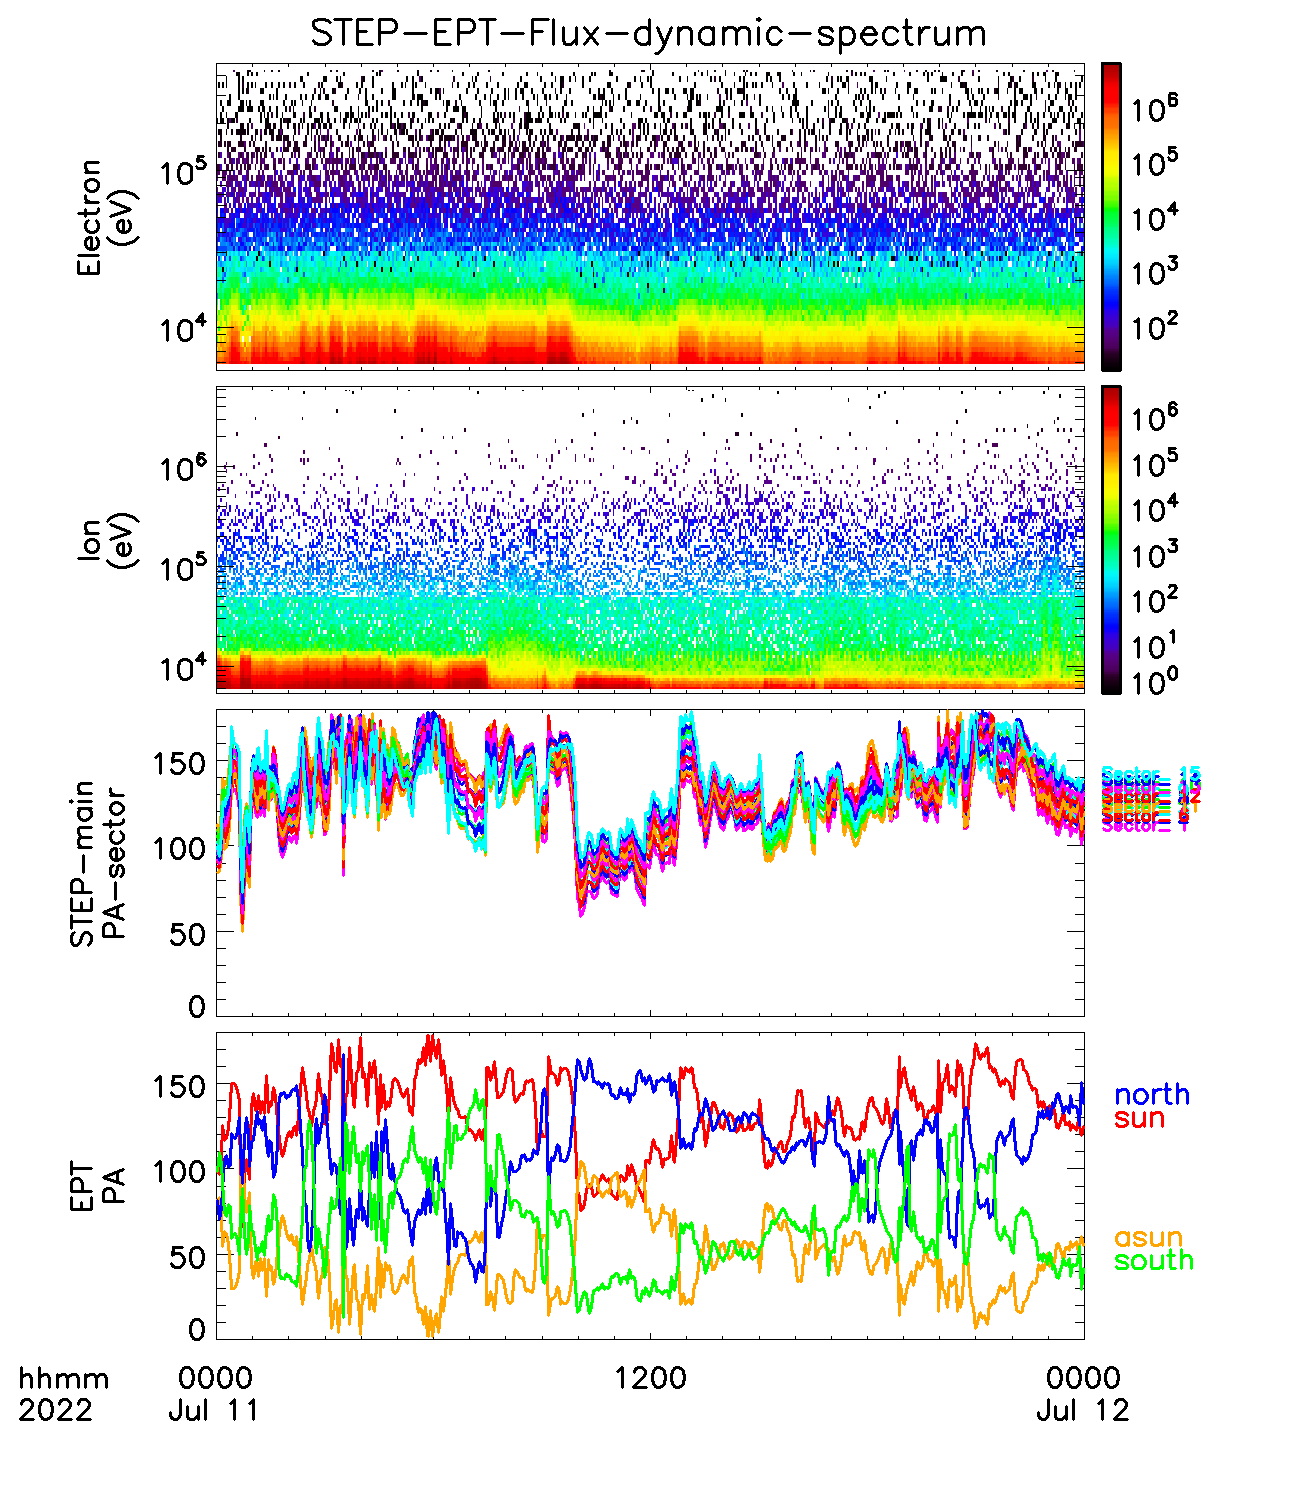 STEP-EPT-Flux-dynamic-spectrum
Electron
(eV)
10^5
10^4
10^6
10^5
10^4
10^3
10^2
Ion
(eV)
10^6
10^5
10^4
10^6
10^5
10^4
10^3
10^2
10^1
10^0
STEP-main
PA-sector
150
100
50
0
Sector= 15
Sector= 1
EPT
PA
150
100
50
0
north
sun
asun
south
hhmm
2022
0000
Jul 11
1200
0000
Jul 12